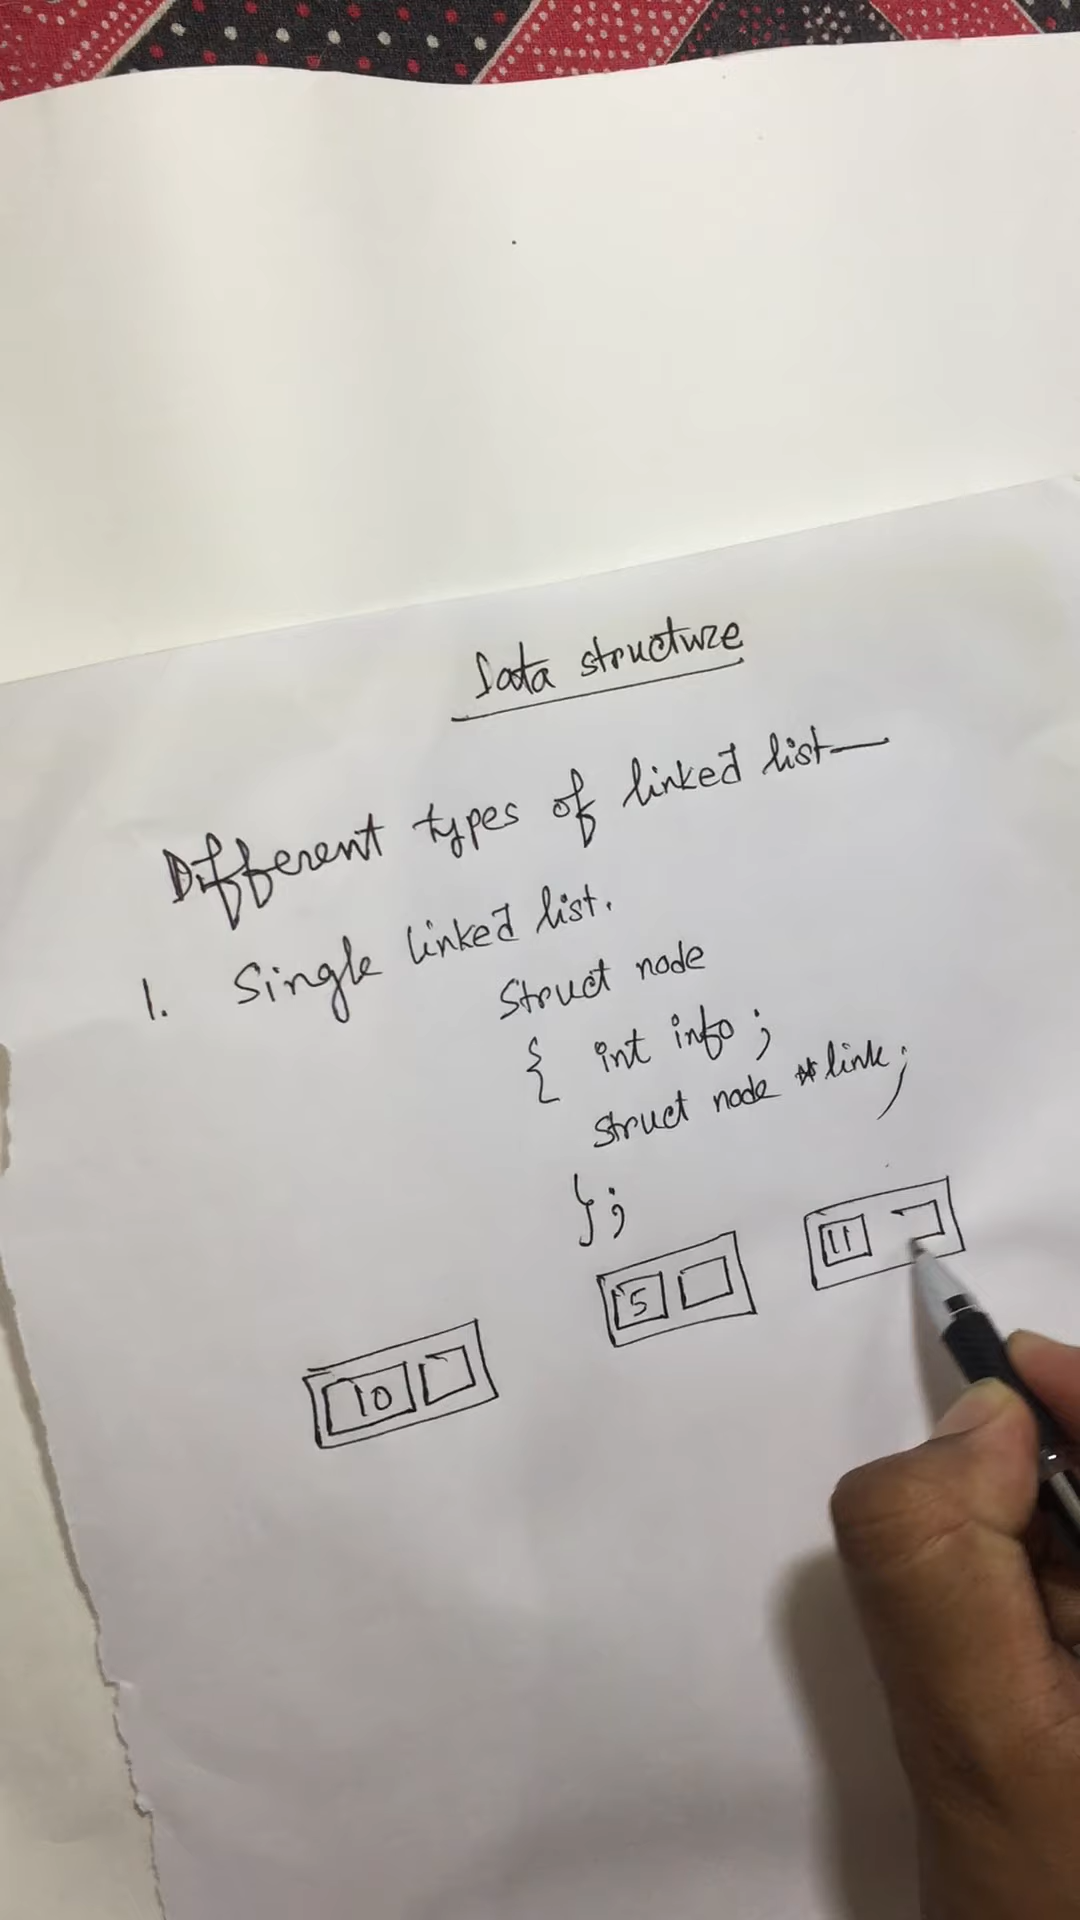 Data structure
Different types of linked list—
1. Single linked list.
Struct node
{ int info;
struct node *link;
};
10
5
11